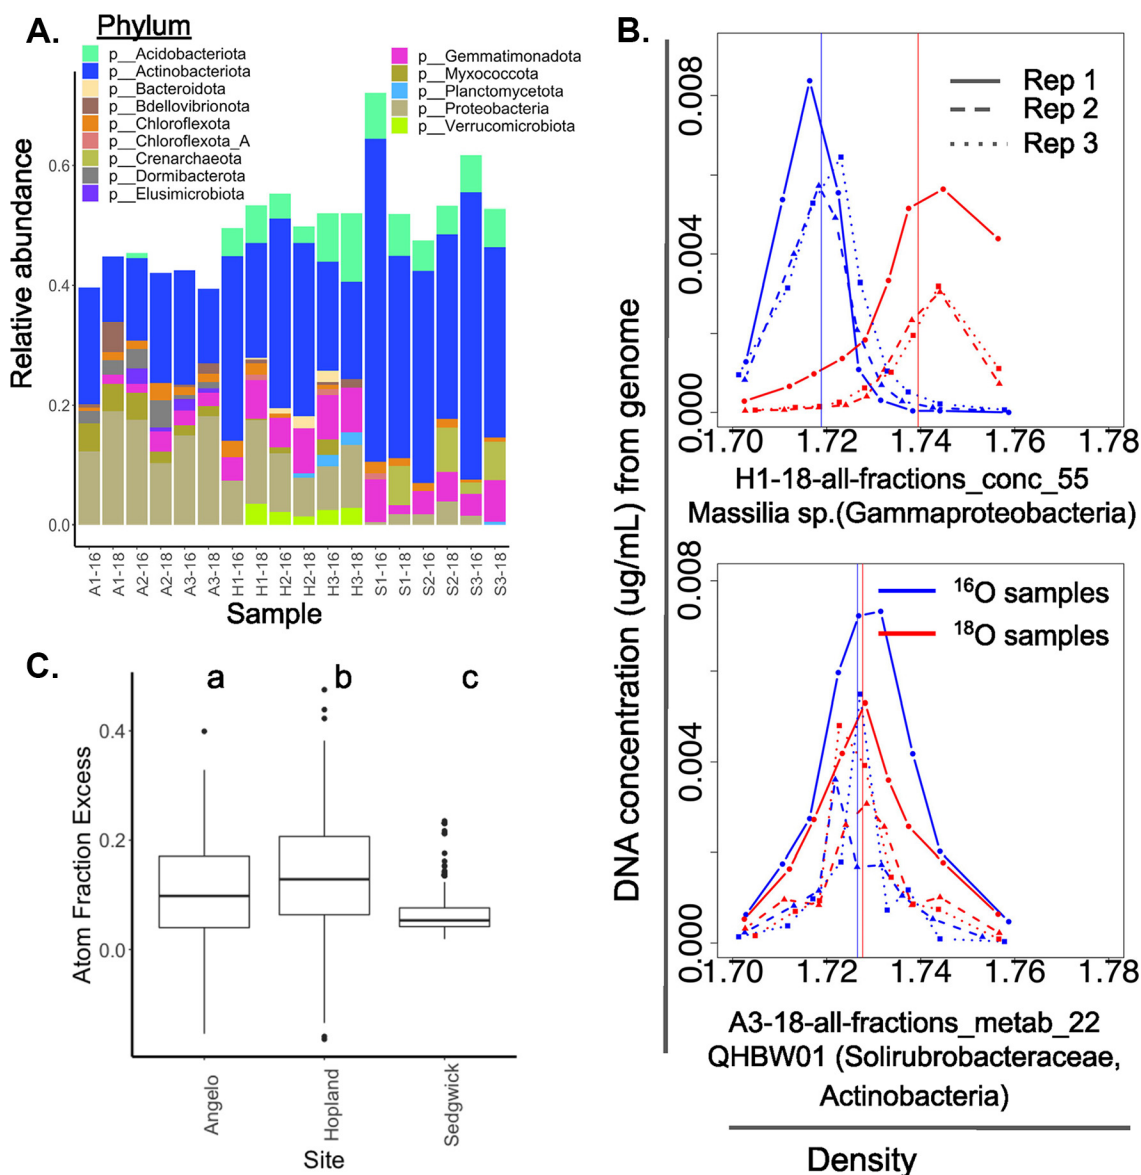 A.
Phylum
p__Acidobacteriota
p__Actinobacteriota
p__Bacteroidota
p__Bdellovibrionota
p__Chloroflexota
p__Chloroflexota_A
p__Crenarchaeota
p__Dormibacterota
p__Elusimicrobiota
p__Gemmatimonadota
p__Myxococcota
p__Planctomycetota
p__Proteobacteria
p__Verrucomicrobiota
Relative abundance
0.6
0.4
0.2
0.0
A1-16
A1-18
A2-16
A2-18
A3-16
A3-18
H1-16
H1-18
H2-16
H2-18
H3-16
H3-18
S1-16
S1-18
S2-16
S2-18
S3-16
S3-18
Sample
B.
DNA concentration (ug/mL) from genome
0.008
0.004
0.000
Rep 1
Rep 2
Rep 3
1.70 1.72 1.74 1.76 1.78
H1-18-all-fractions_conc_55
Massilia sp.(Gammaproteobacteria)
0.008
0.004
0.000
16O samples
18O samples
1.70 1.72 1.74 1.76 1.78
A3-18-all-fractions_metab_22
QHBW01 (Solirubrobacteraceae,
Actinobacteria)
Density
C.
a b c
Atom Fraction Excess
0.4
0.2
0.0
Angelo
Hopland
Sedgwick
Site